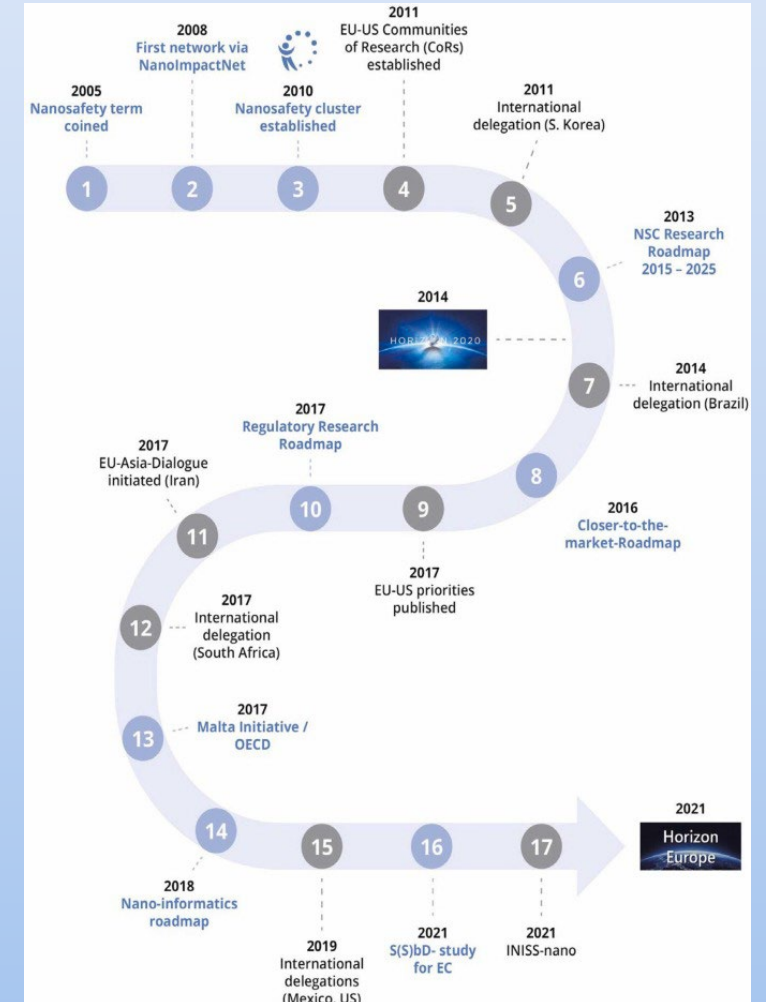 2005
Nanosafety term
coined
1
2008
First network via
NanoImpactNet
2
2010
Nanosafety cluster
established
3
2011
EU-US Communities
of Research (CoRs)
established
4
2011
International
delegation (S. Korea)
5
2013
NSC Research
Roadmap
2015 – 2025
6
2014
HORIZON 2020
2014
International
delegation (Brazil)
7
2016
Closer-to-the-
market-Roadmap
8
2017
EU-US priorities
published
9
2017
Regulatory Research
Roadmap
10
2017
EU-Asia-Dialogue
initiated (Iran)
11
2017
International
delegation
(South Africa)
12
2017
Malta Initiative /
OECD
13
2018
Nano-informatics
roadmap
14
2019
International
delegations
(Mexico, US)
15
2021
S(S)bD- study
for EC
16
2021
INISS-nano
17
2021
Horizon
Europe